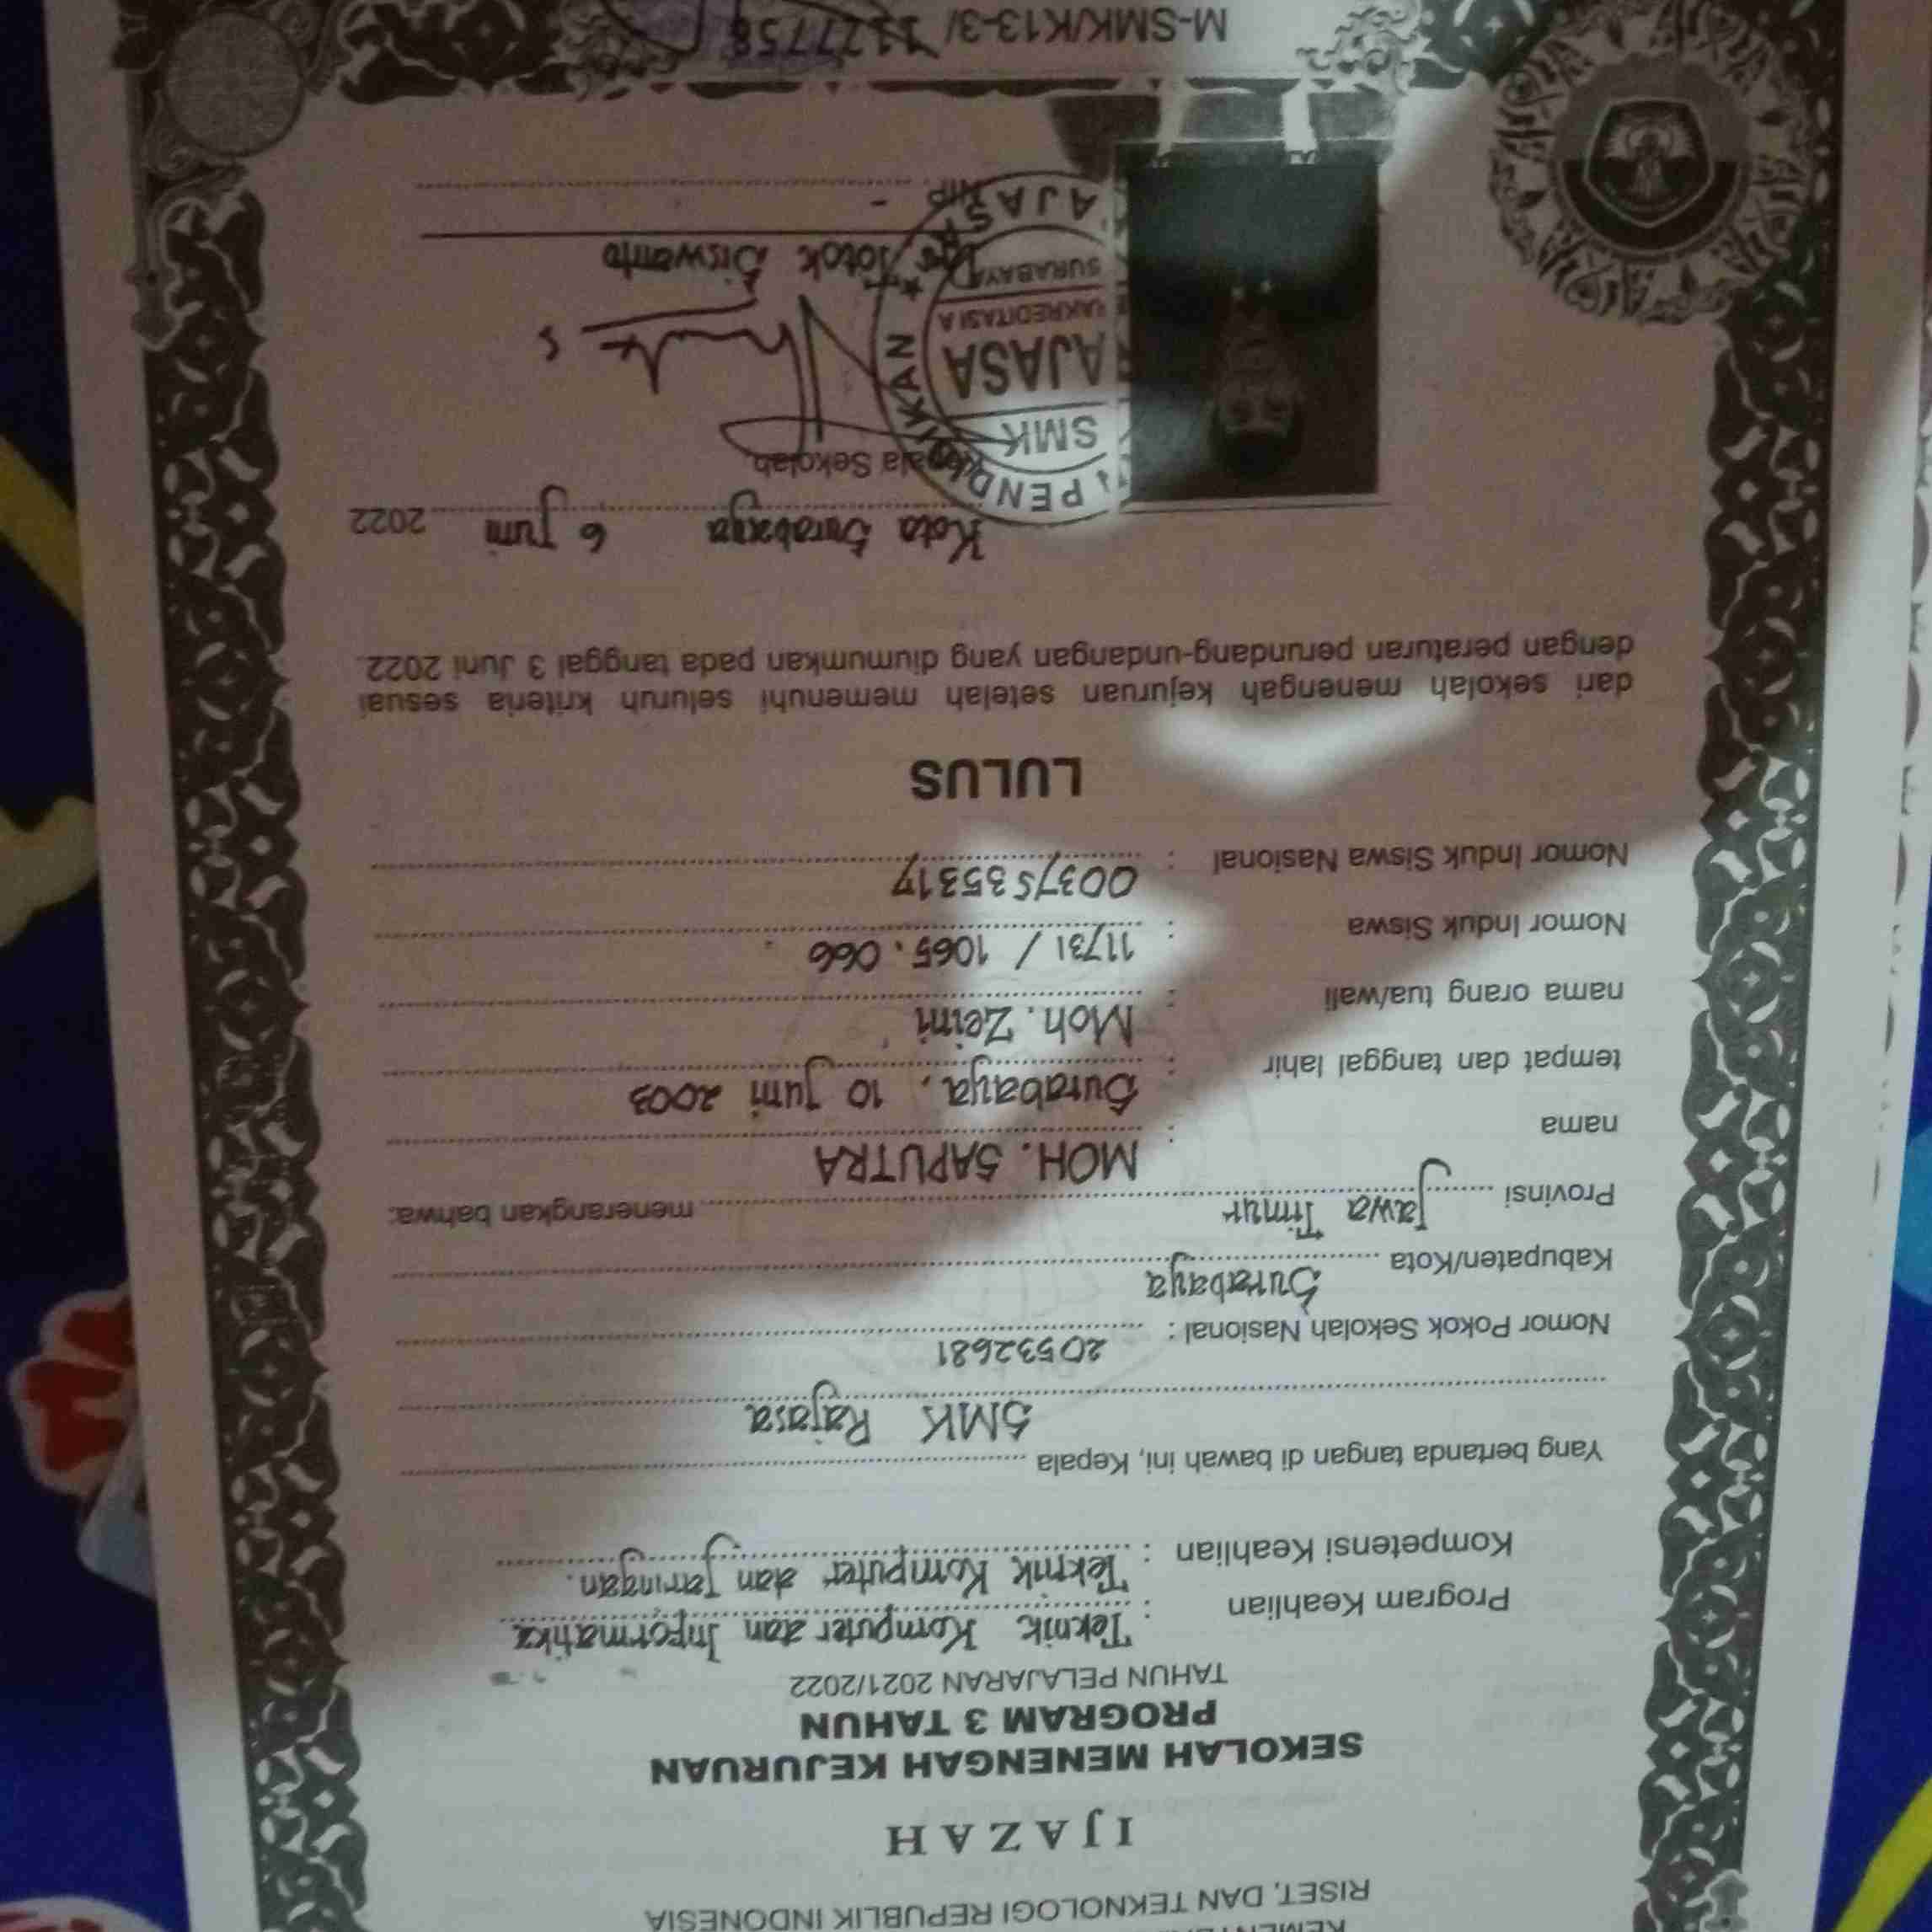 RISET, DAN TEKNOLOGI REPUBLIK INDONESIA
IJAZAH
SEKOLAH MENENGAH KEJURUAN
PROGRAM 3 TAHUN
TAHUN PELAJARAN 2021/2022
Program Keahlian : Teknik Komputer dan Informatika
Kompetensi Keahlian : Teknik Komputer dan Jaringan.
Yang bertanda tangan di bawah ini, Kepala
SMK Rajasa
Nomor Pokok Sekolah Nasional : 20532681
Kabupaten/Kota Surabaya
Provinsi Jawa Timur menerangkan bahwa:
nama : MOH. SAPUTRA
tempat dan tanggal lahir : Surabaya, 10 Juni 2003
nama orang tua/wali : Moh. Zeini
Nomor Induk Siswa : 11731 / 1065.066
Nomor Induk Siswa Nasional : 0037535317
LULUS
dari sekolah menengah kejuruan setelah memenuhi seluruh kriteria sesuai
dengan peraturan perundang-undangan yang diumumkan pada tanggal 3 Juni 2022.
Kota Surabaya, 6 Juni 2022
Kepala Sekolah
PENDIDIKAN
SMK
RAJASA
TERAKREDITASI A
SURABAYA
Drs Totok Siswanto
NIP. -
M-SMK/K13-3/ 1177758